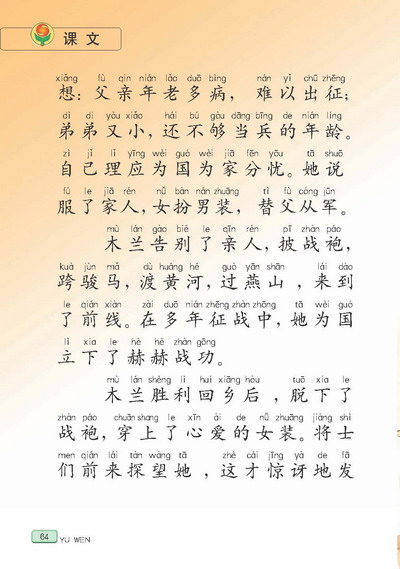 课文
xiǎng fù qin nián lǎo duō bìng nán yǐ chū zhēng
想：父亲年老多病，难以出征；
dì di yòu xiǎo hái bú gòu dāng bīng de nián líng
弟弟又小，还不够当兵的年龄。
zì jǐ lǐ yīng wèi guó wèi jiā fēn yōu tā shuō
自己理应为国为家分忧。她说
fú le jiā rén nǚ bàn nán zhuāng tì fù cóng jūn
服了家人，女扮男装，替父从军。
mù lán gào bié le qīn rén pī zhàn páo
木兰告别了亲人，披战袍，
kuà jùn mǎ dù huáng hé guò yān shān lái dào
跨骏马，渡黄河，过燕山，来到
le qián xiàn zài duō nián zhēng zhàn zhōng tā wèi guó
了前线。在多年征战中，她为国
lì xia le hè hè zhàn gōng
立下了赫赫战功。
mù lán shèng lì huí xiāng hòu tuō xia le
木兰胜利回乡后，脱下了
zhàn páo chuān shang le xīn ài de nǚ zhuāng jiàng shì
战袍，穿上了心爱的女装。将士
men qián lái tàn wàng tā zhè cái jīng yà de fā
们前来探望她，这才惊讶地发
64 YU WEN